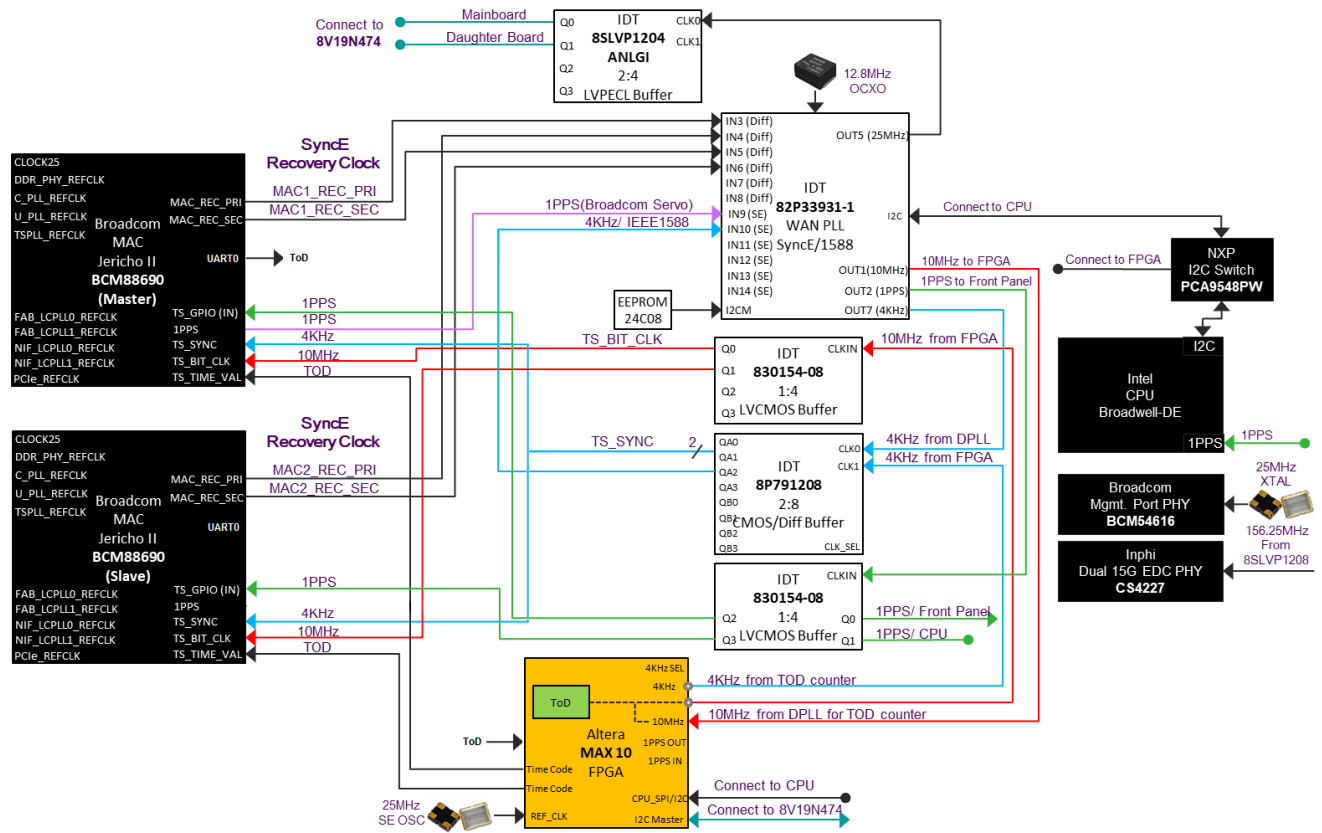 Connect to
8V19N474
Mainboard
Daughter Board
Q0
Q1
Q2
Q3
IDT
8SLVP1204
ANLGI
2:4
LVPECL Buffer
CLK0
CLK1
12.8MHz
OCXO
IN3 (Diff)
IN4 (Diff)
IN5 (Diff)
IN6 (Diff)
IN7 (Diff)
IN8 (Diff)
IN9 (SE)
IN10 (SE)
IN11 (SE)
IN12 (SE)
IN13 (SE)
IN14 (SE)
I2CM
IDT
82P33931-1
WAN PLL
SyncE/1588
OUT5 (25MHz)
I2C
OUT1(10MHz)
OUT2 (1PPS)
OUT7 (4KHz)
SyncE
Recovery Clock
MAC1_REC_PRI
MAC1_REC_SEC
1PPS(Broadcom Servo)
4KHz/ IEEE1588
CLOCK25
DDR_PHY_REFCLK
C_PLL_REFCLK
U_PLL_REFCLK
TSPLL_REFCLK
Broadcom
MAC
Jericho II
BCM88690
(Master)
MAC_REC_PRI
MAC_REC_SEC
UART0
ToD
FAB_LCPLL0_REFCLK
FAB_LCPLL1_REFCLK
NIF_LCPLL0_REFCLK
NIF_LCPLL1_REFCLK
PCIe_REFCLK
TS_GPIO (IN)
1PPS
TS_SYNC
TS_BIT_CLK
TS_TIME_VAL
1PPS
1PPS
4KHz
10MHz
TOD
EEPROM
24C08
Connect to CPU
10MHz to FPGA
1PPS to Front Panel
Connect to FPGA
NXP
I2C Switch
PCA9548PW
I2C
Intel
CPU
Broadwell-DE
1PPS
1PPS
TS_BIT_CLK
Q0
Q1
Q2
Q3
IDT
830154-08
1:4
LVCMOS Buffer
CLKIN
10MHz from FPGA
SyncE
Recovery Clock
MAC2_REC_PRI
MAC2_REC_SEC
TS_SYNC
2
QA0
QA1
QA2
QA3
QB0
QB1
QB2
QB3
IDT
8P791208
2:8
CMOS/Diff Buffer
CLK0
CLK1
CLK_SEL
4KHz from DPLL
4KHz from FPGA
Broadcom
Mgmt. Port PHY
BCM54616
25MHz
XTAL
Inphi
Dual 15G EDC PHY
CS4227
156.25MHz
From
8SLVP1208
CLOCK25
DDR_PHY_REFCLK
C_PLL_REFCLK
U_PLL_REFCLK
TSPLL_REFCLK
Broadcom
MAC
Jericho II
BCM88690
(Slave)
MAC_REC_PRI
MAC_REC_SEC
UART0
FAB_LCPLL0_REFCLK
FAB_LCPLL1_REFCLK
NIF_LCPLL0_REFCLK
NIF_LCPLL1_REFCLK
PCIe_REFCLK
TS_GPIO (IN)
1PPS
TS_SYNC
TS_BIT_CLK
TS_TIME_VAL
1PPS
4KHz
10MHz
TOD
Q2
Q3
IDT
830154-08
1:4
LVCMOS Buffer
CLKIN
Q0
Q1
1PPS/ Front Panel
1PPS/ CPU
ToD
ToD
Time Code
Time Code
REF_CLK
25MHz
SE OSC
Altera
MAX 10
FPGA
4KHz SEL
4KHz
10MHz
1PPS OUT
1PPS IN
CPU_SPI/I2C
I2C Master
4KHz from TOD counter
10MHz from DPLL for TOD counter
Connect to CPU
Connect to 8V19N474